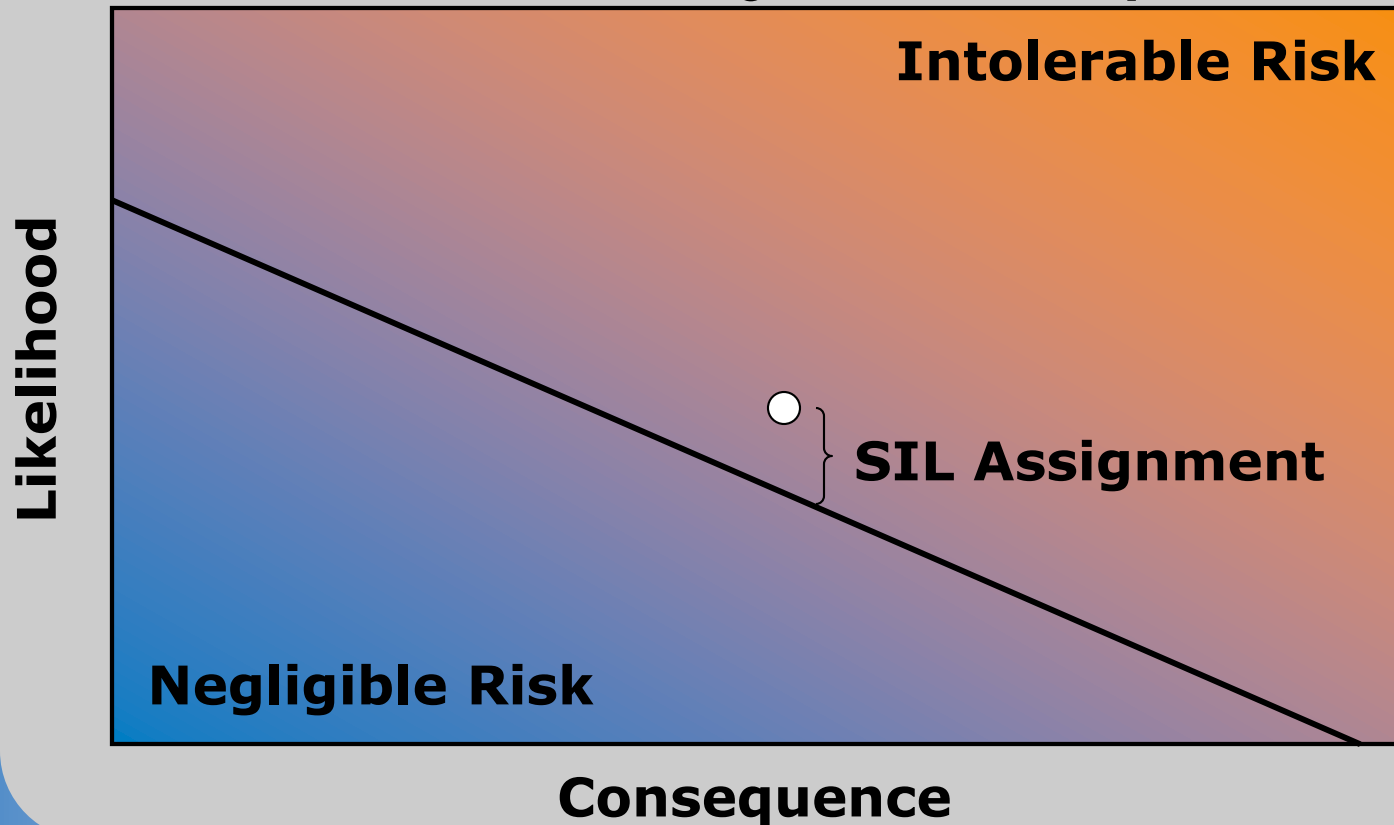 Intolerable Risk
Likelihood
SIL Assignment
Negligible Risk
Consequence